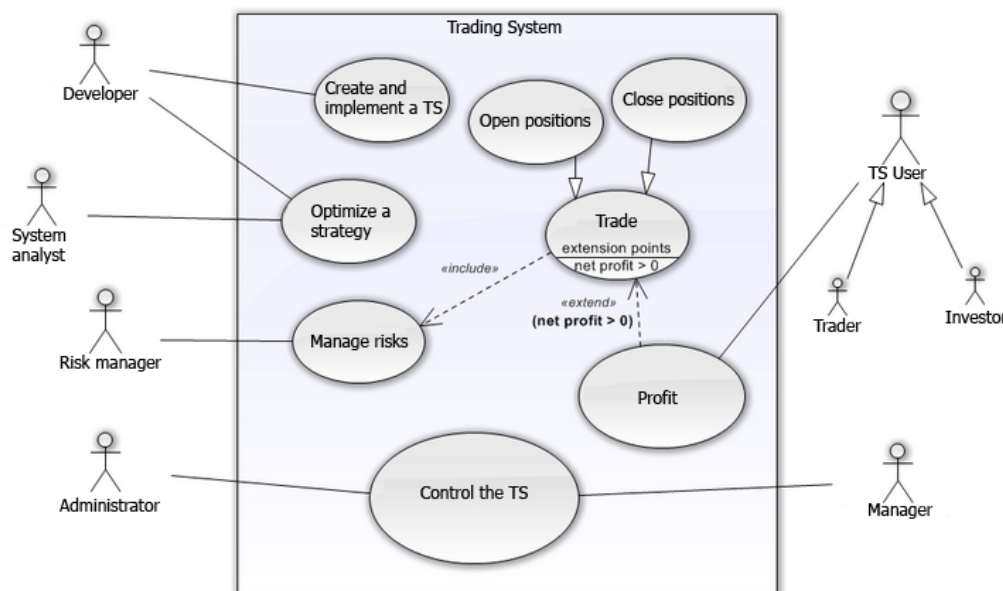 Trading System
Developer
Create and
implement a TS
Open positions
Close positions
TS User
System
analyst
Optimize a
strategy
Trade
extension points
net profit > 0
«include»
«extend»
(net profit > 0)
Trader
Investor
Risk manager
Manage risks
Profit
Administrator
Control the TS
Manager